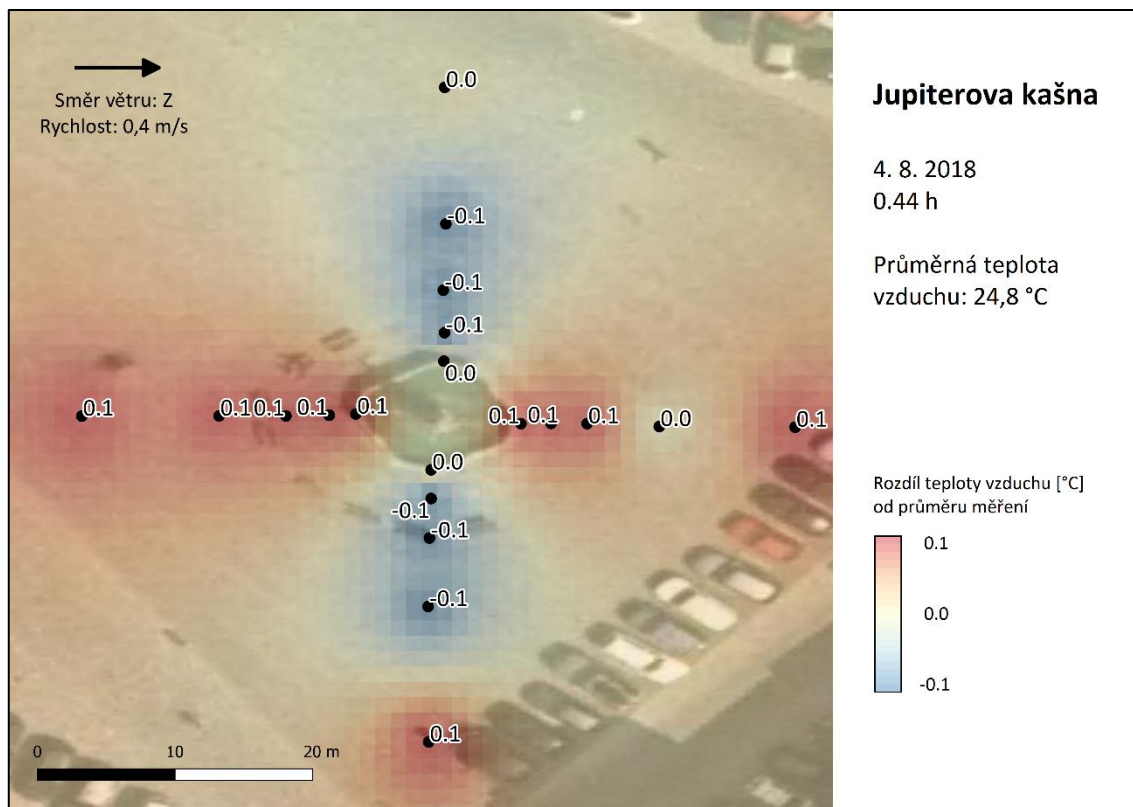 Směr větru: Z
Rychlost: 0,4 m/s
0.0
-0.1
-0.1
-0.1
0.0
0.1
0.1
0.1
0.1
0.1
0.1
0.1
0.1
0.0
0.1
0.0
-0.1
-0.1
-0.1
0.1
0 10 20 m
Jupiterova kašna
4. 8. 2018
0.44 h
Průměrná teplota
vzduchu: 24,8 °C
Rozdíl teploty vzduchu [°C]
od průměru měření
0.1
0.0
-0.1